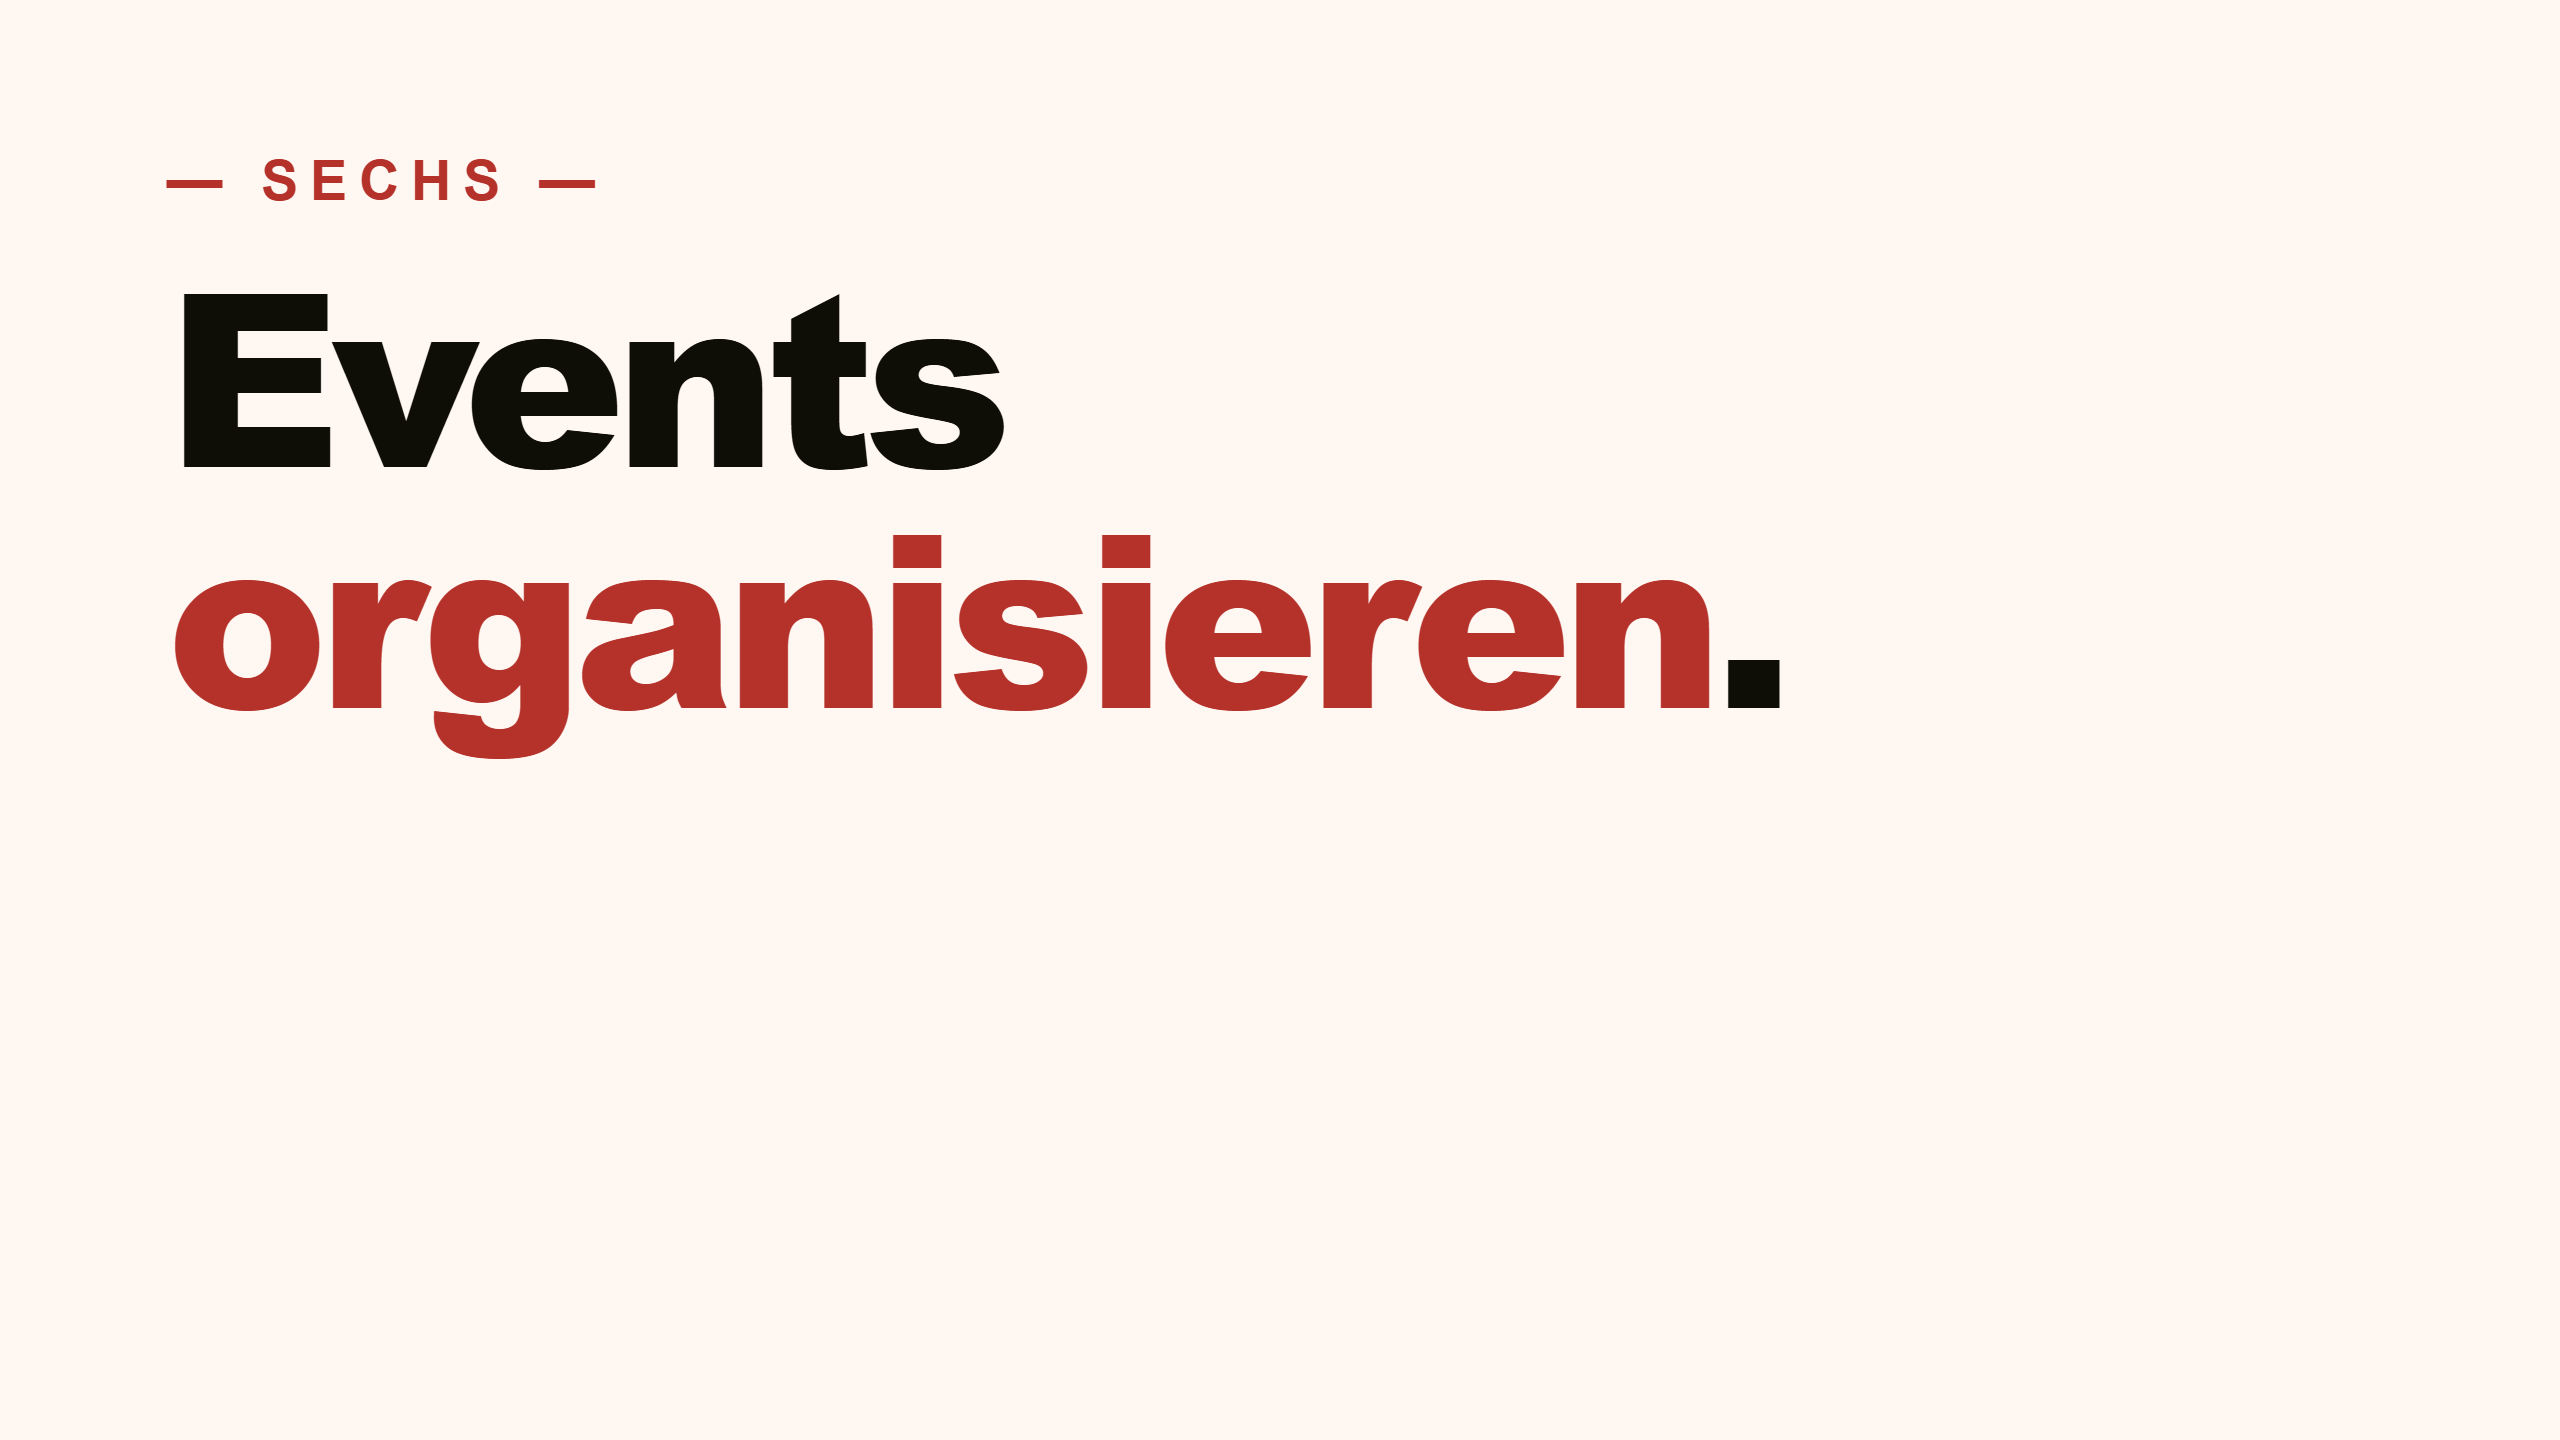 — SECHS —
Events
organisieren.